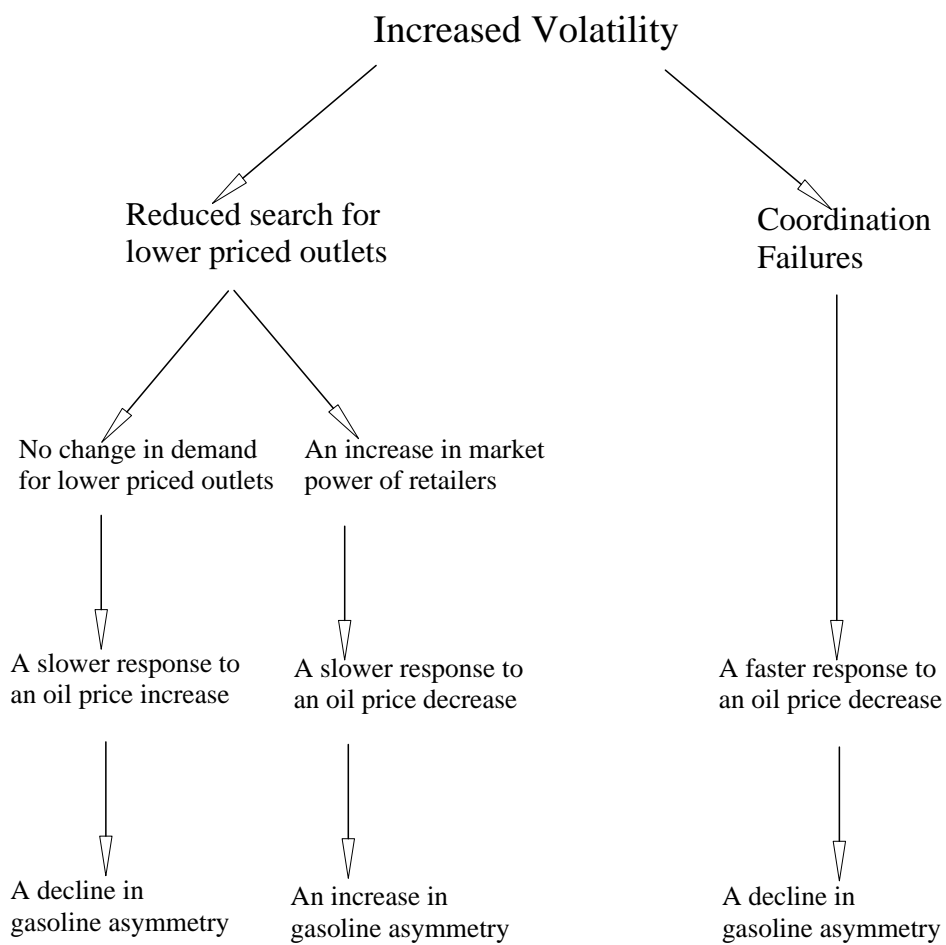 Increased Volatility
Reduced search for
lower priced outlets
Coordination
Failures
No change in demand
for lower priced outlets
An increase in market
power of retailers
A slower response to
an oil price increase
A slower response to
an oil price decrease
A faster response to
an oil price decrease
A decline in
gasoline asymmetry
An increase in
gasoline asymmetry
A decline in
gasoline asymmetry